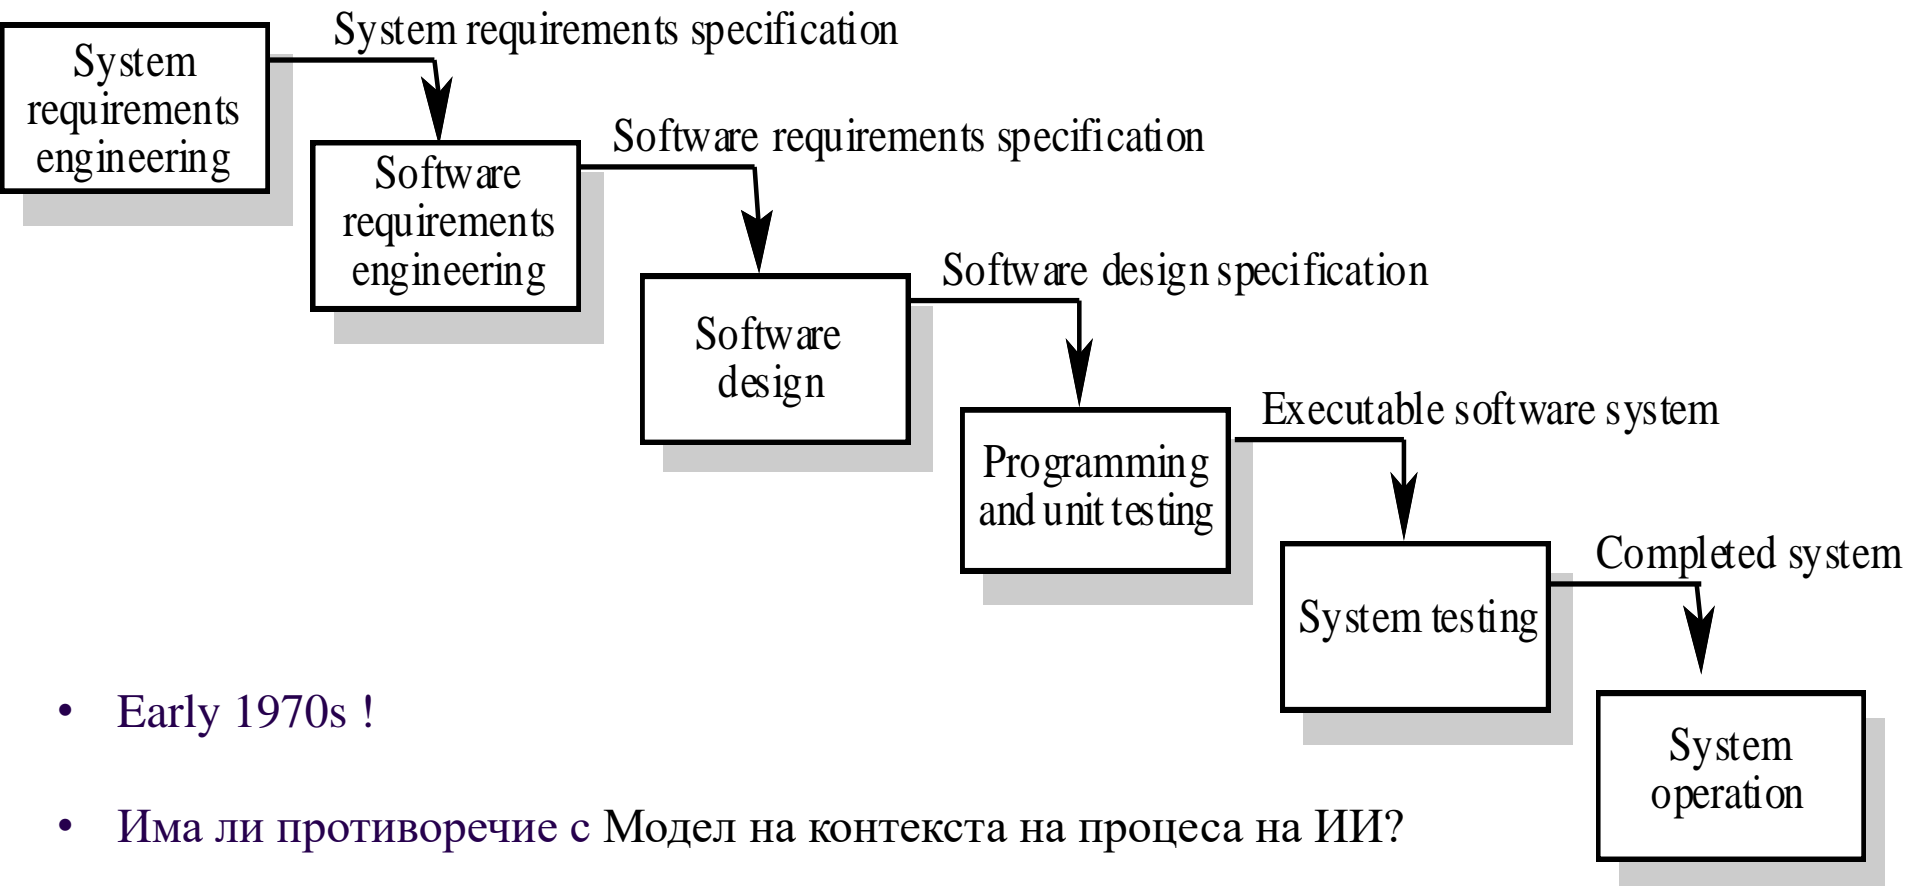 System requirements specification
System
requirements
engineering
Software requirements specification
Software
requirements
engineering
Software design specification
Software
design
Executable software system
Programming
and unit testing
Completed system
System testing
System
operation
• Early 1970s !
• Има ли противоречие с Модел на контекста на процеса на ИИ?